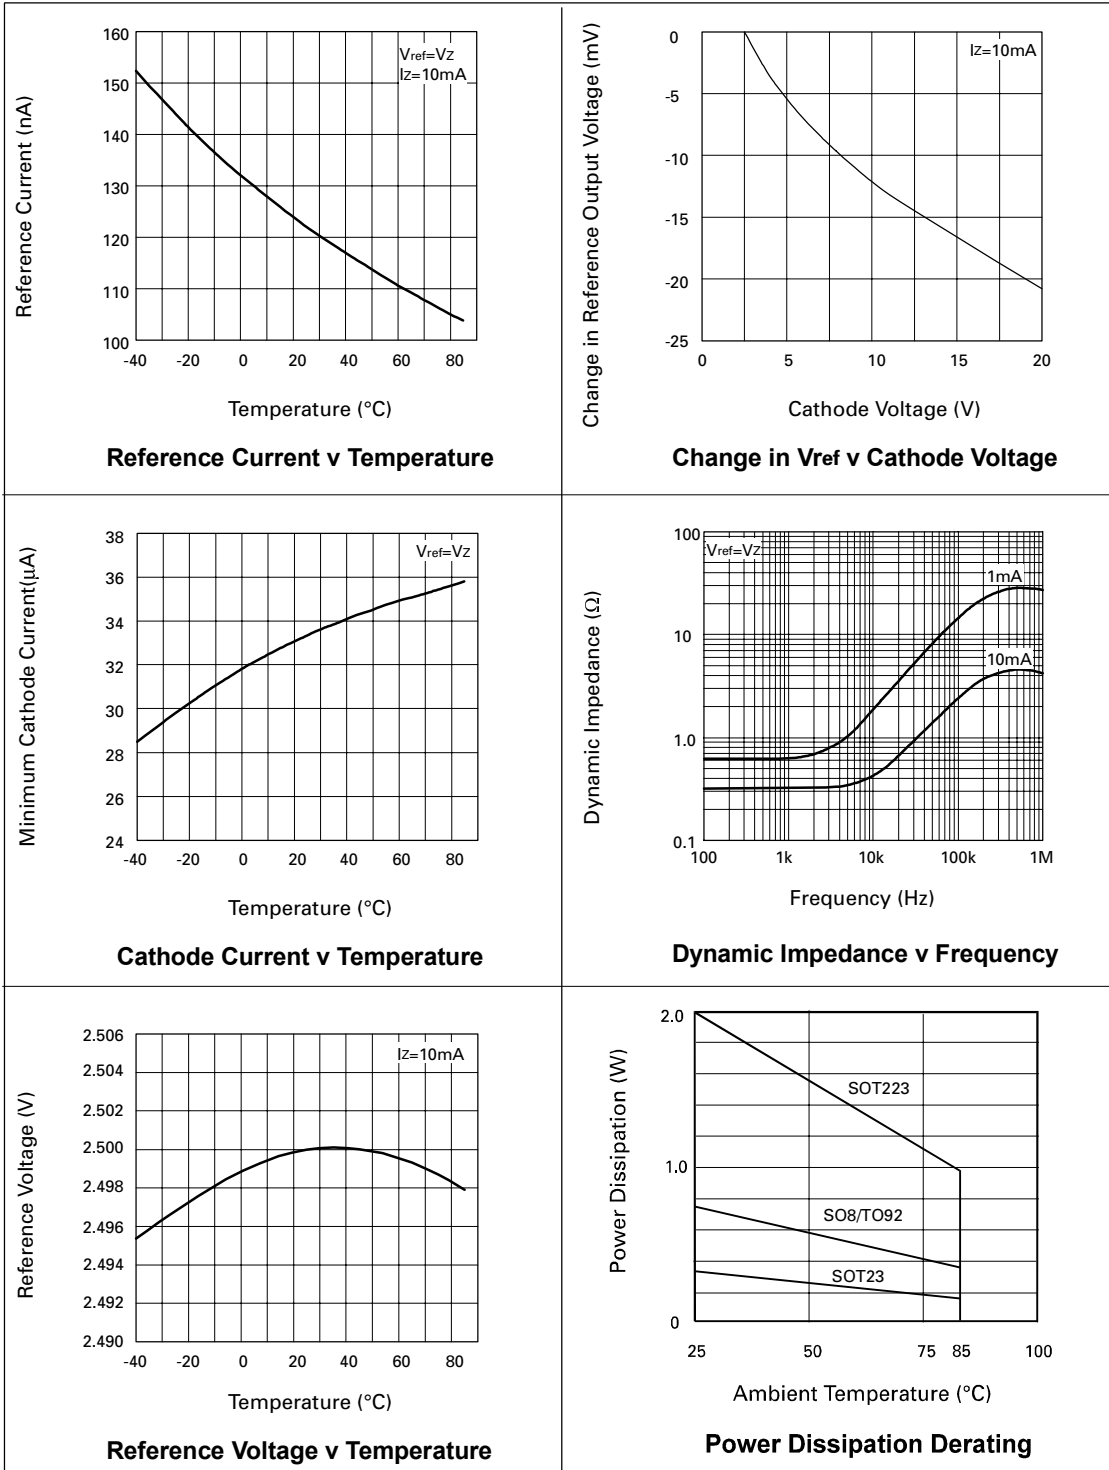 160
150
140
130
120
110
100
-40 -20 0 20 40 60 80
Reference Current (nA)
Vref=VZ
IZ=10mA
Temperature (°C)
Reference Current v Temperature
0
-5
-10
-15
-20
-25
0 5 10 15 20
Change in Reference Output Voltage (mV)
IZ=10mA
Cathode Voltage (V)
Change in Vref v Cathode Voltage
38
36
34
32
30
28
26
24
-40 -20 0 20 40 60 80
Minimum Cathode Current(µA)
Vref=VZ
Temperature (°C)
Cathode Current v Temperature
100
10
1.0
0.1
100 1k 10k 100k 1M
Dynamic Impedance (Ω)
Vref=VZ
1mA
10mA
Frequency (Hz)
Dynamic Impedance v Frequency
2.506
2.504
2.502
2.500
2.498
2.496
2.494
2.492
2.490
-40 -20 0 20 40 60 80
Reference Voltage (V)
IZ=10mA
Temperature (°C)
Reference Voltage v Temperature
2.0
1.0
0
25 50 75 85 100
Power Dissipation (W)
SOT223
SO8/TO92
SOT23
Ambient Temperature (°C)
Power Dissipation Derating